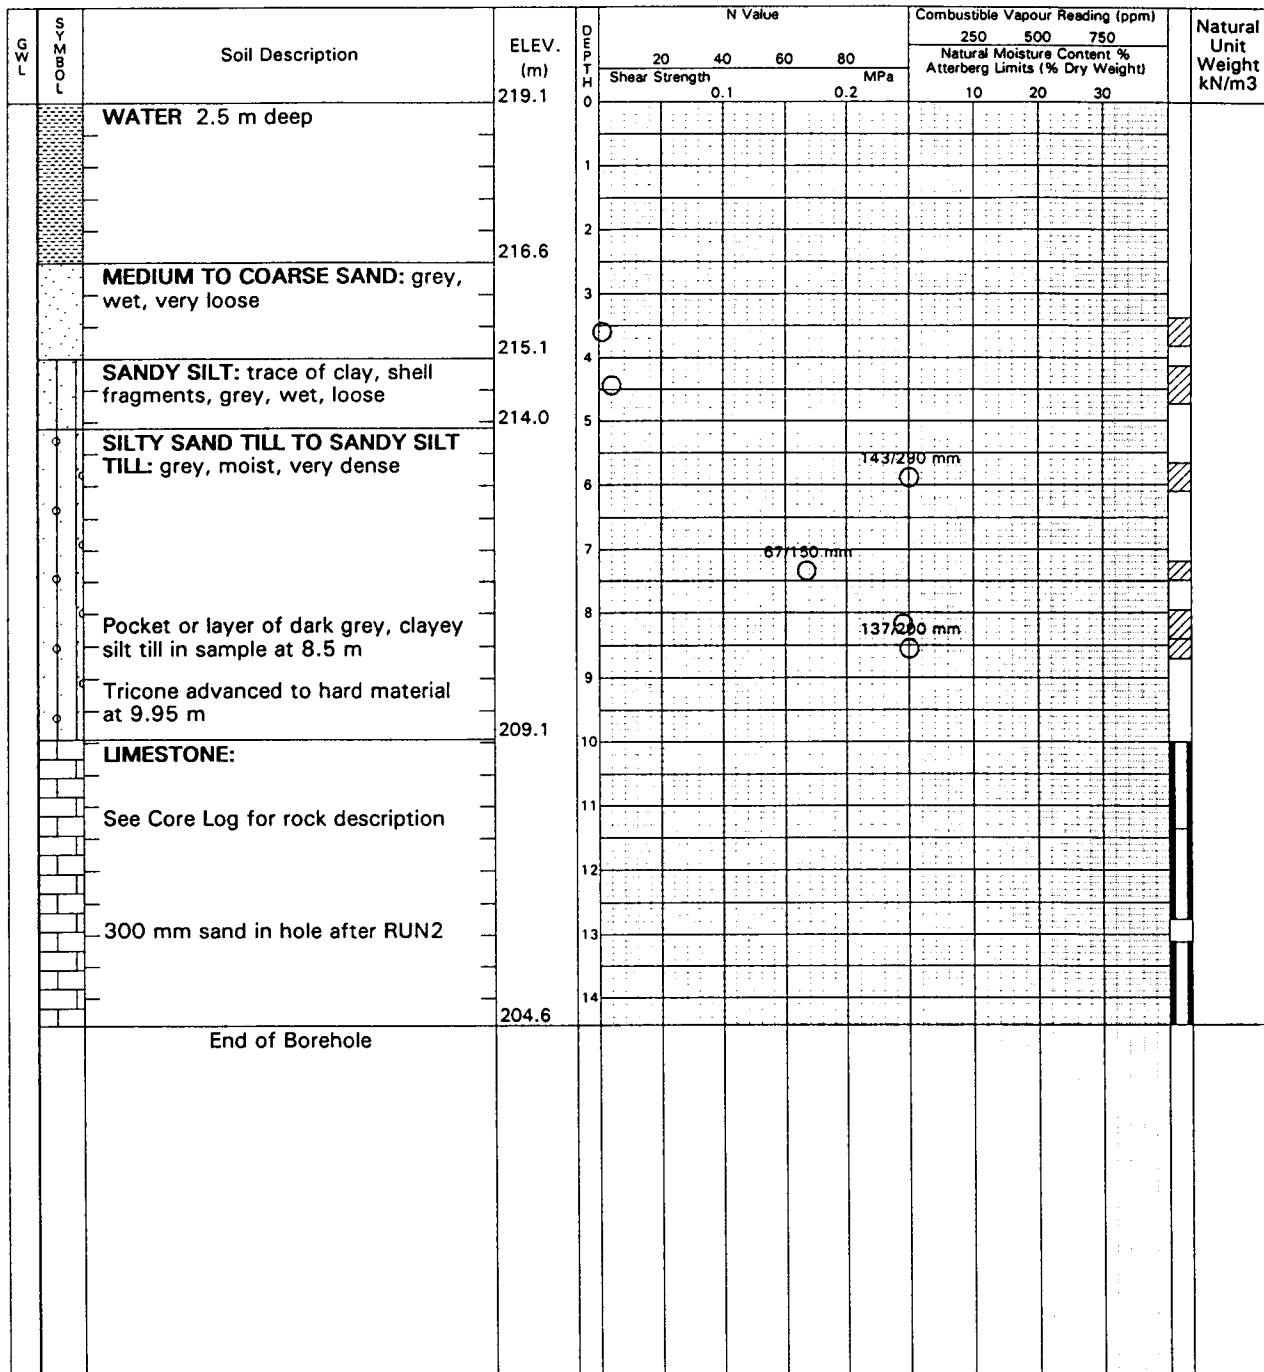 GWL
SYMBOL
Soil Description
ELEV.
(m)
219.1
DEPTH
0
N Value
20 40 60 80
Shear Strength MPa
0.1 0.2
Combustible Vapour Reading (ppm)
250 500 750
Natural Moisture Content %
Atterberg Limits (% Dry Weight)
10 20 30
Natural
Unit
Weight
kN/m3
WATER 2.5 m deep
1
2
216.6
MEDIUM TO COARSE SAND: grey,
wet, very loose
3
215.1
4
SANDY SILT: trace of clay, shell
fragments, grey, wet, loose
214.0
5
SILTY SAND TILL TO SANDY SILT
TILL: grey, moist, very dense
143/290 mm
6
7
67/150 mm
8
Pocket or layer of dark grey, clayey
silt till in sample at 8.5 m
137/290 mm
9
Tricone advanced to hard material
at 9.95 m
209.1
10
LIMESTONE:
11
See Core Log for rock description
12
300 mm sand in hole after RUN2
13
14
204.6
End of Borehole